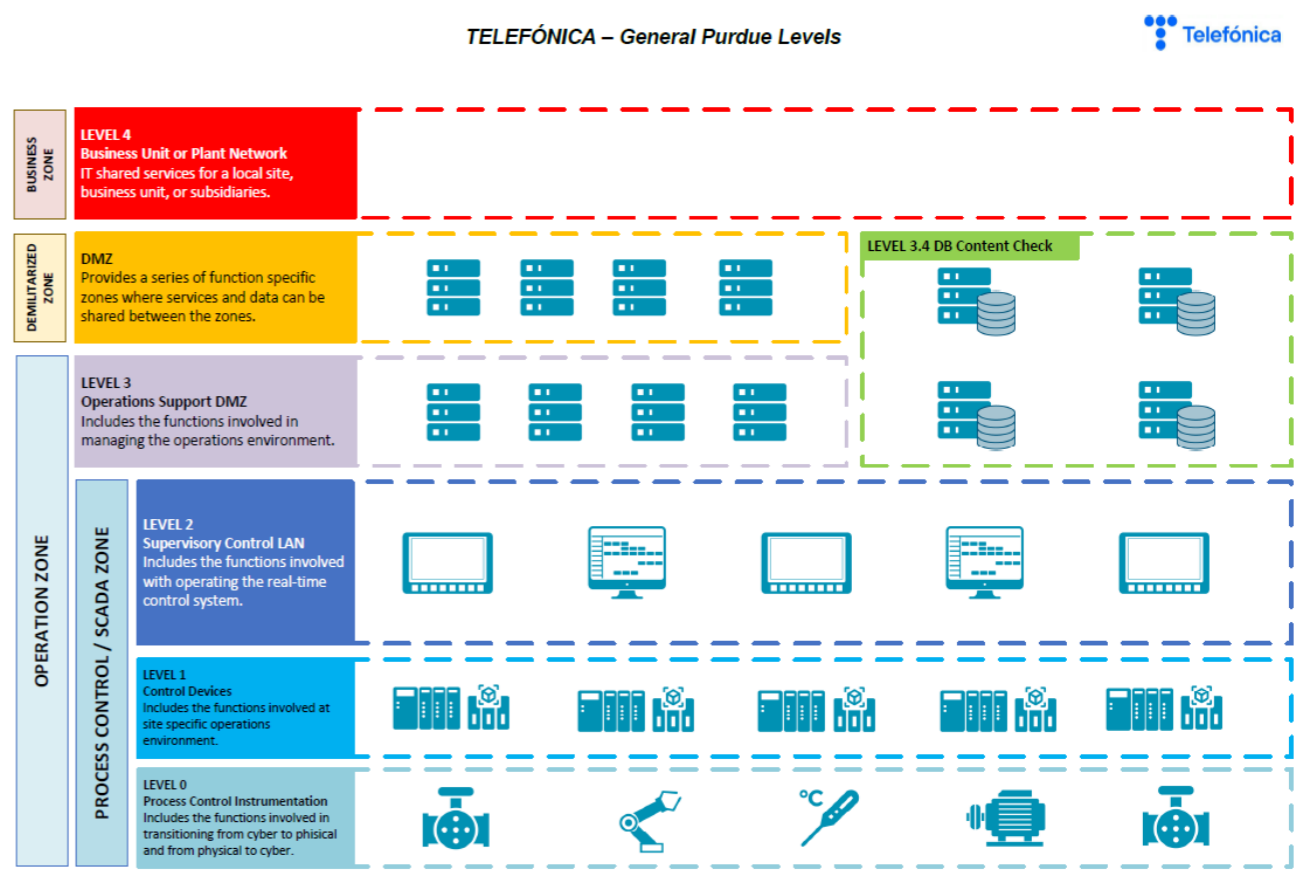 TELEFÓNICA – General Purdue Levels
Telefónica
BUSINESS
ZONE
LEVEL 4
Business Unit or Plant Network
IT shared services for a local site,
business unit, or subsidiaries.
DEMILITARIZED
ZONE
DMZ
Provides a series of function specific
zones where services and data can be
shared between the zones.
LEVEL 3.4 DB Content Check
OPERATION ZONE
LEVEL 3
Operations Support DMZ
Includes the functions involved in
managing the operations environment.
PROCESS CONTROL / SCADA ZONE
LEVEL 2
Supervisory Control LAN
Includes the functions involved
with operating the real-time
control system.
LEVEL 1
Control Devices
Includes the functions involved at
site specific operations
environment.
LEVEL 0
Process Control Instrumentation
Includes the functions involved in
transitioning from cyber to phisical
and from physical to cyber.
°C